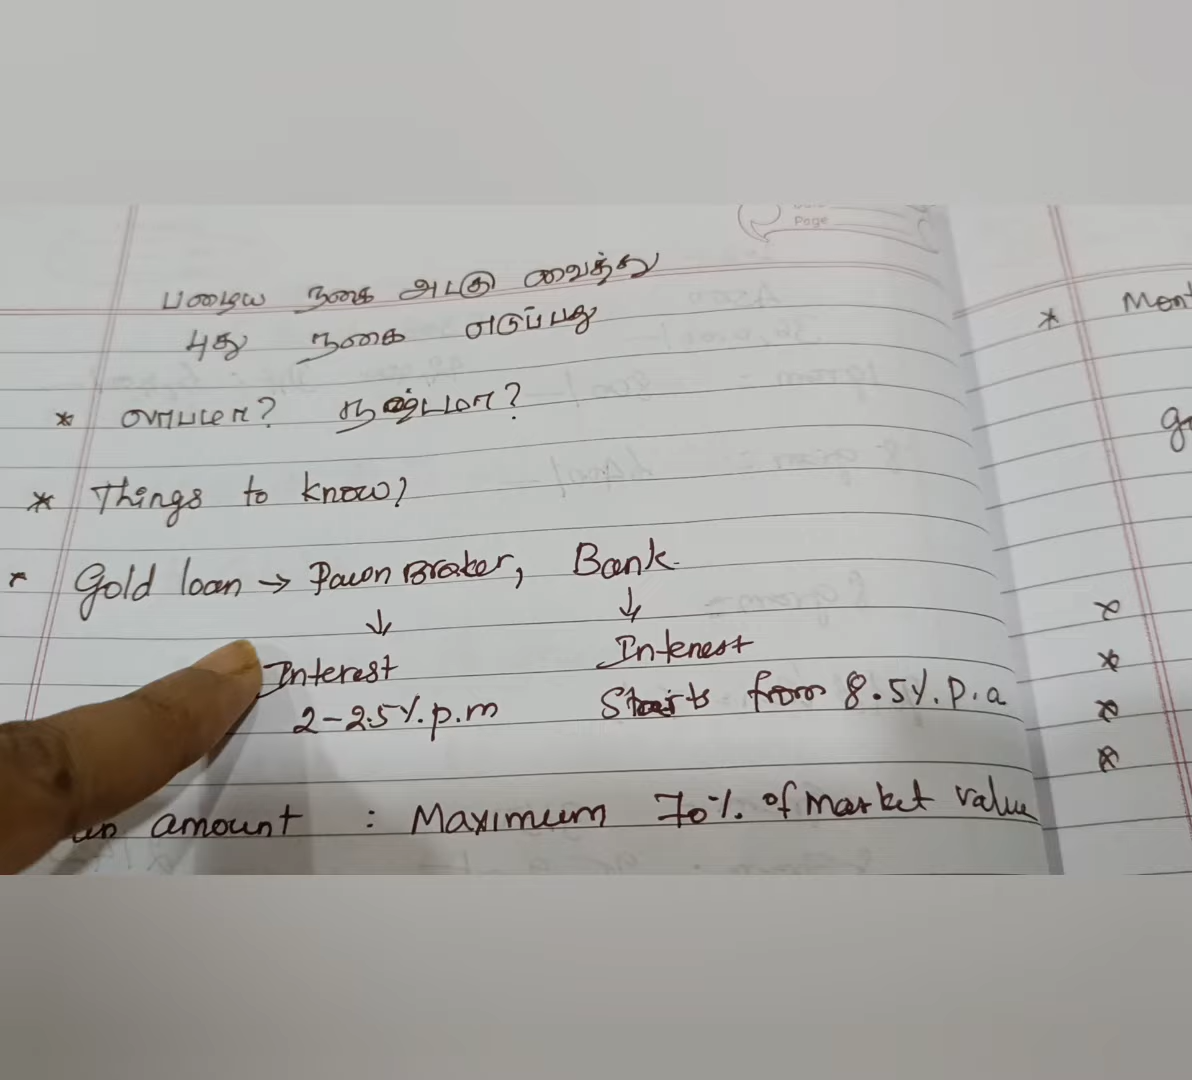 Page
பழைய நகை அடகு வைத்து
புது நகை எடுப்பது
* லாபமா? நஷ்டமா?
* Things to know?
* Gold loan → Pawn Broker, Bank.
↓ ↓
Interest Interest
2-2.5%.p.m Starts from 8.5%.p.a
amount : Maximum 70% of market value
*
*
*
*
*